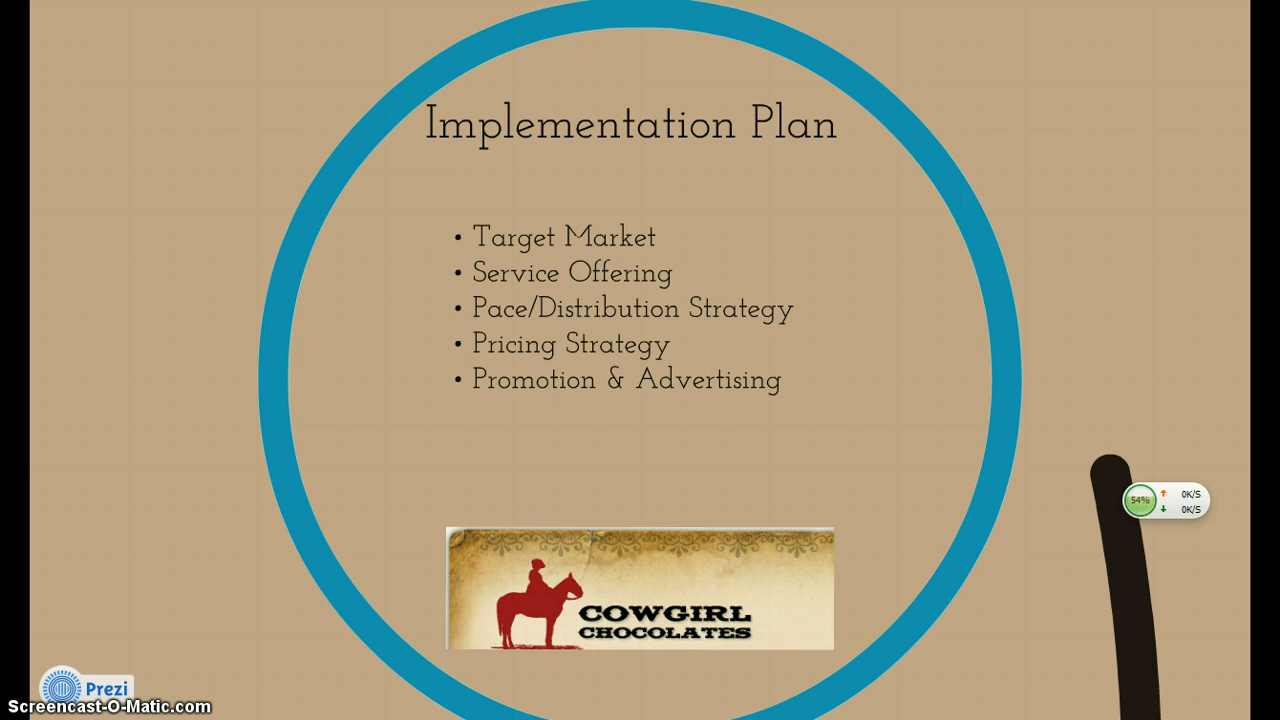 Implementation Plan
• Target Market
• Service Offering
• Pace/Distribution Strategy
• Pricing Strategy
• Promotion & Advertising
54%
0K/S
0K/S
COWGIRL
CHOCOLATES
Prezi
Screencast-O-Matic.com